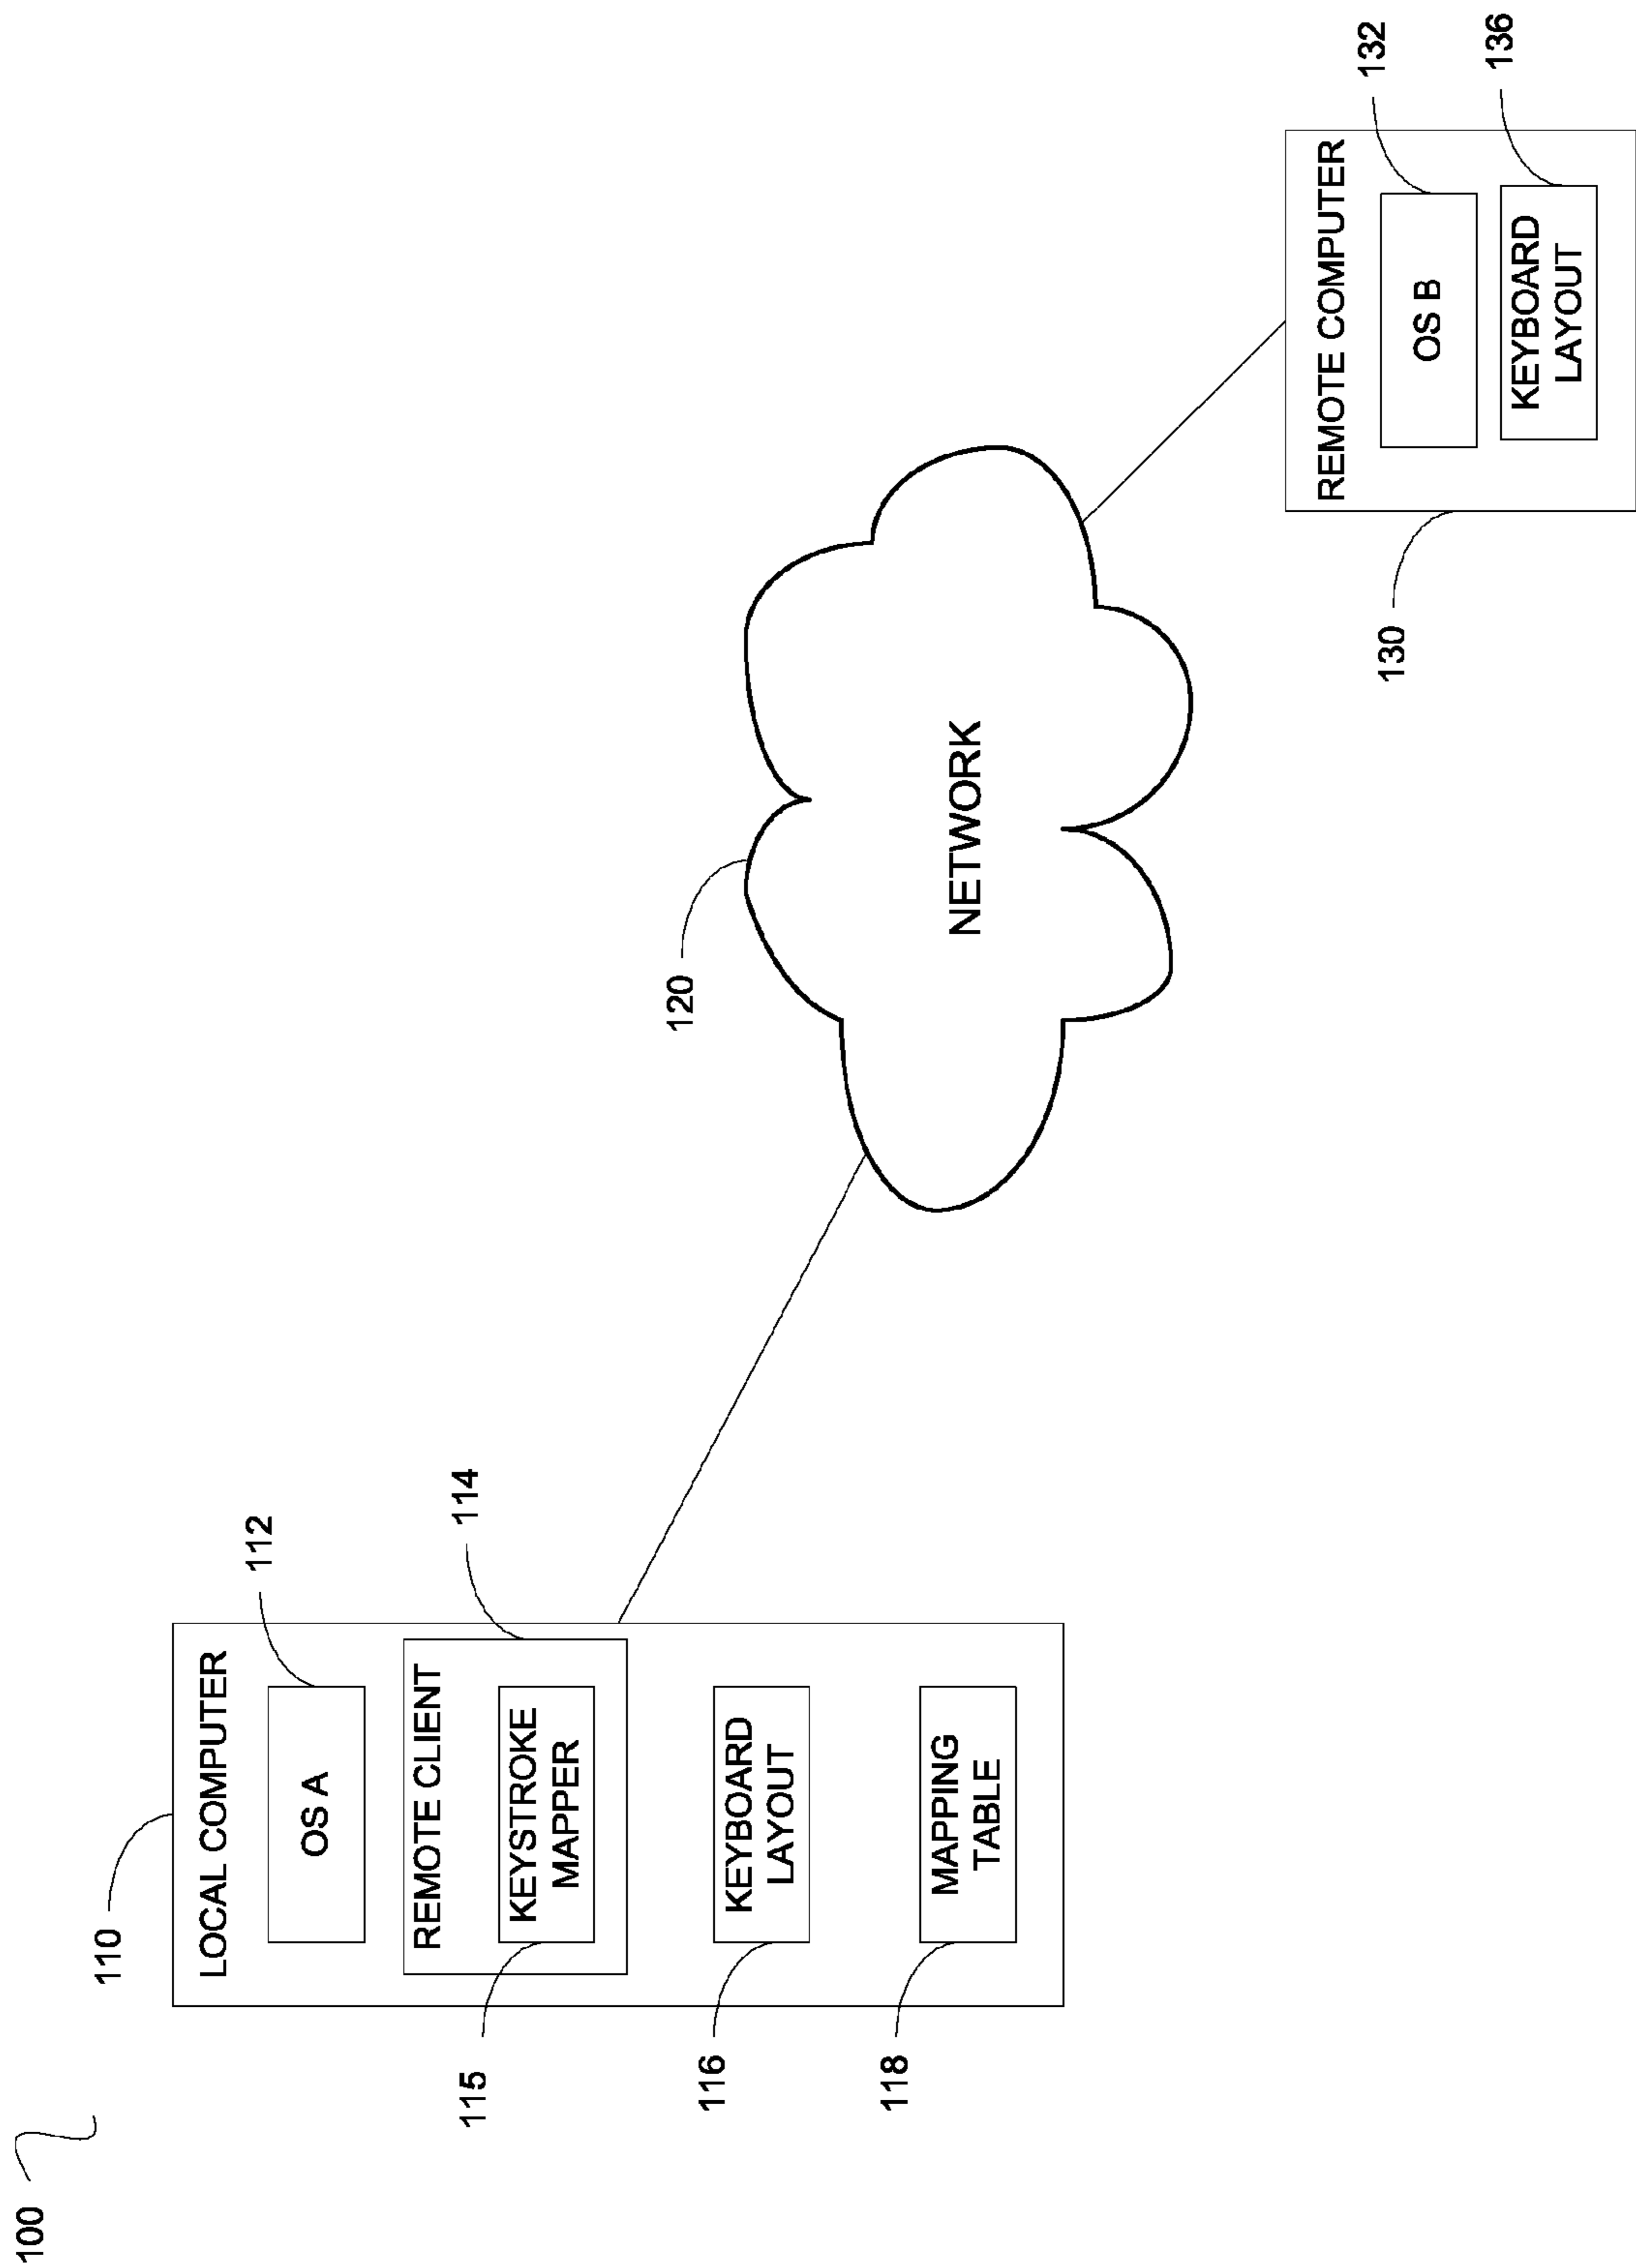 100
110
LOCAL COMPUTER
112
OS A
REMOTE CLIENT
114
115
KEYSTROKE
MAPPER
116
KEYBOARD
LAYOUT
118
MAPPING
TABLE
120
NETWORK
130
REMOTE COMPUTER
132
OS B
136
KEYBOARD
LAYOUT